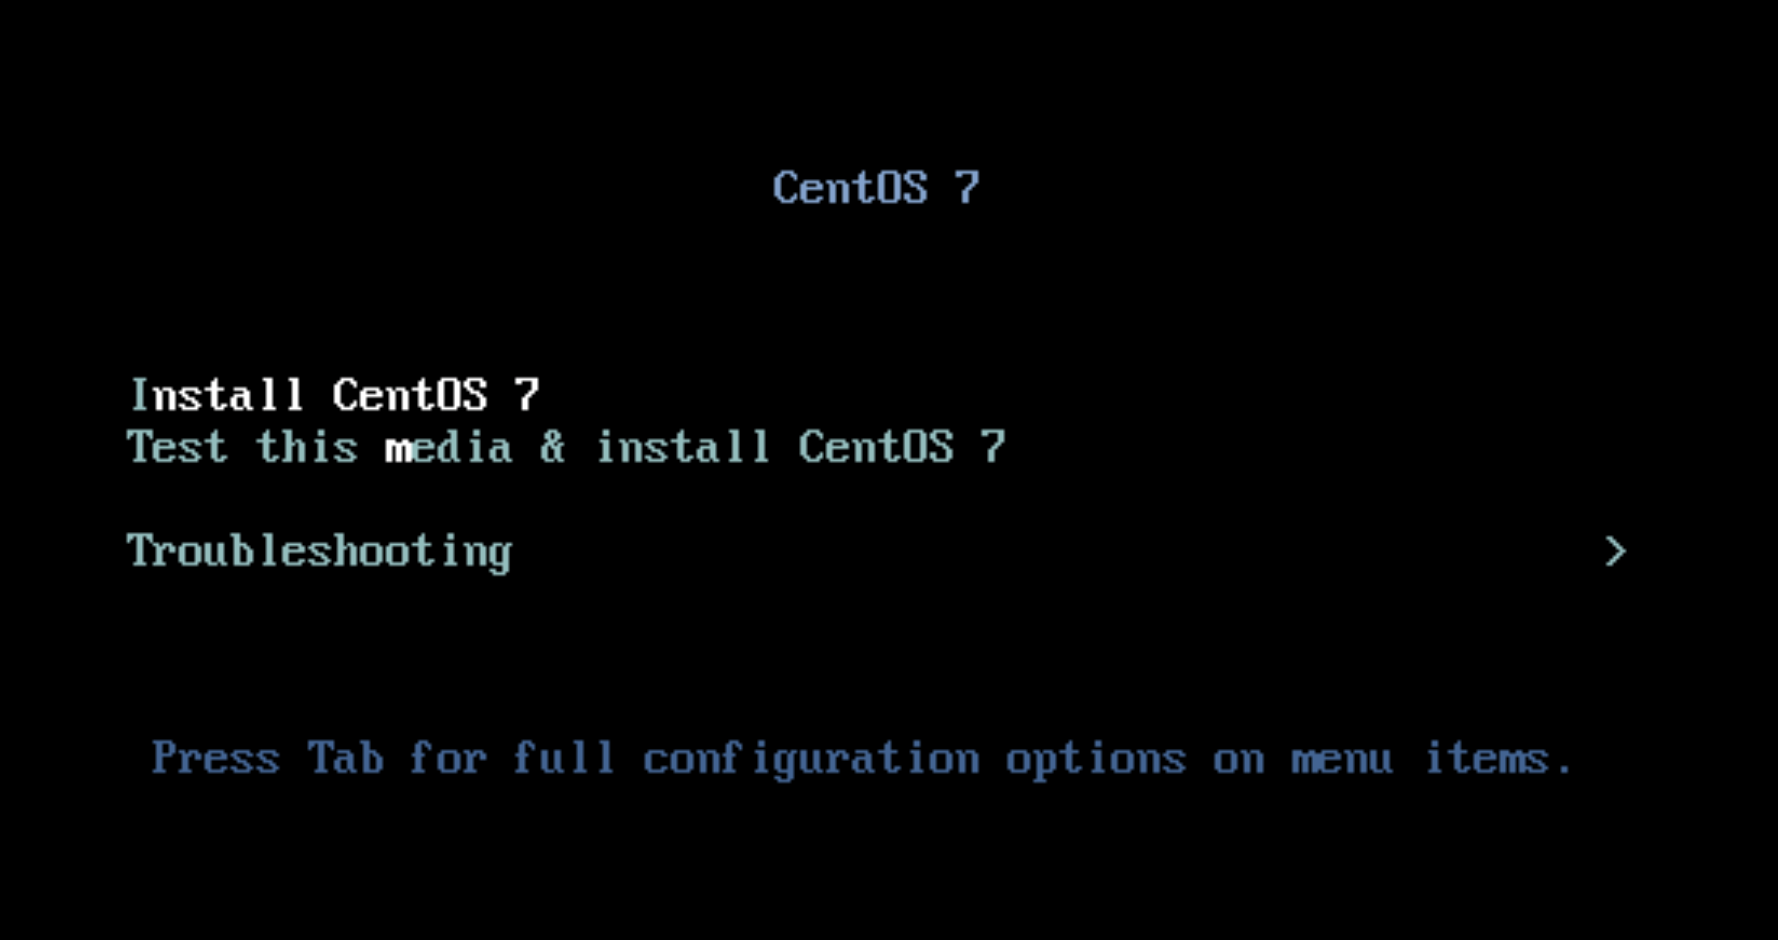 CentOS 7
Install CentOS 7
Test this media & install CentOS 7
Troubleshooting >
Press Tab for full configuration options on menu items.